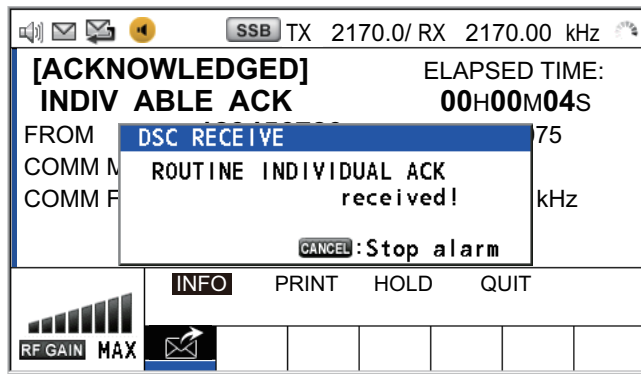 SSB TX 2170.0/ RX 2170.00 kHz
[ACKNOWLEDGED] ELAPSED TIME:
INDIV ABLE ACK 00H00M04S
FROM 75
DSC RECEIVE
COMM
ROUTINE INDIVIDUAL ACK
received!
COMM F kHz
CANCEL:Stop alarm
INFO PRINT HOLD QUIT
RF GAIN MAX